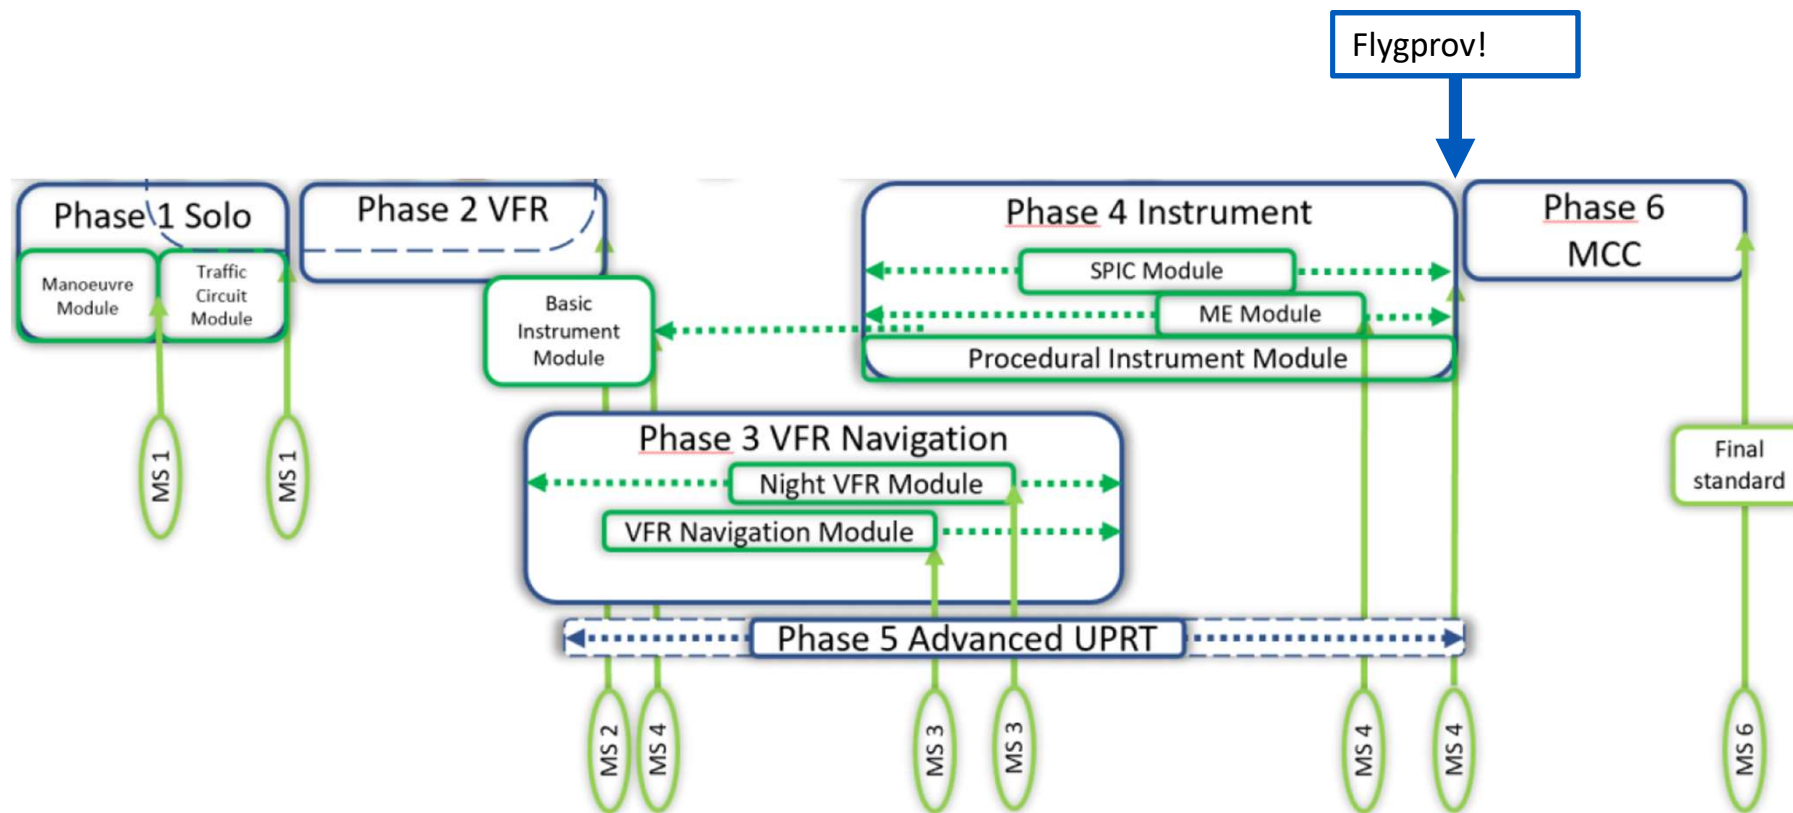 Flygprov!
Phase 1 Solo
Manoeuvre
Module
Traffic
Circuit
Module
Phase 2 VFR
Basic
Instrument
Module
Phase 4 Instrument
SPIC Module
ME Module
Procedural Instrument Module
Phase 6
MCC
Phase 3 VFR Navigation
Night VFR Module
VFR Navigation Module
Phase 5 Advanced UPRT
Final
standard
MS 1
MS 1
MS 2
MS 4
MS 3
MS 3
MS 4
MS 4
MS 6